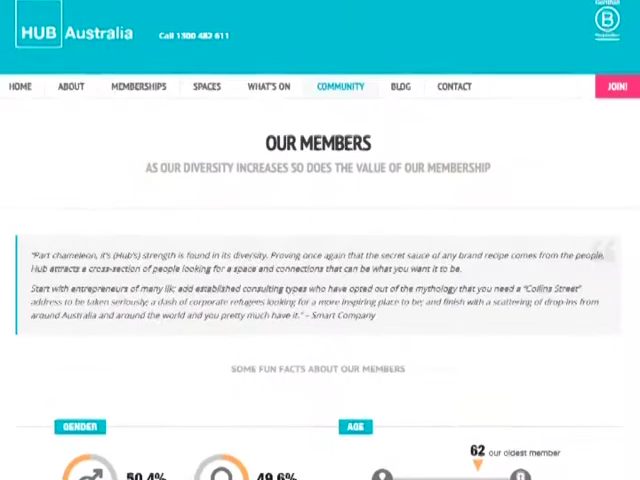 HUB Australia
Call 1300 482 611
Certified
B
HOME ABOUT MEMBERSHIPS SPACES WHAT'S ON COMMUNITY BLOG CONTACT JOIN!
OUR MEMBERS
AS OUR DIVERSITY INCREASES SO DOES THE VALUE OF OUR MEMBERSHIP
"Part chameleon, it's (Hub's) strength is found in its diversity. Proving once again that the secret sauce of any brand recipe comes from the people.
Hub attracts a cross-section of people looking for a space and connections that can be what you want it to be.
Start with entrepreneurs of many ilk; add established consulting types who have opted out of the mythology that you need a "Collins Street"
address to be taken seriously; a dash of corporate refugees looking for a more inspiring place to be; and finish with a scattering of drop-ins from
around Australia and around the world and you pretty much have it." – Smart Company
SOME FUN FACTS ABOUT OUR MEMBERS
GENDER AGE
62 our oldest member
50.4% 49.6%